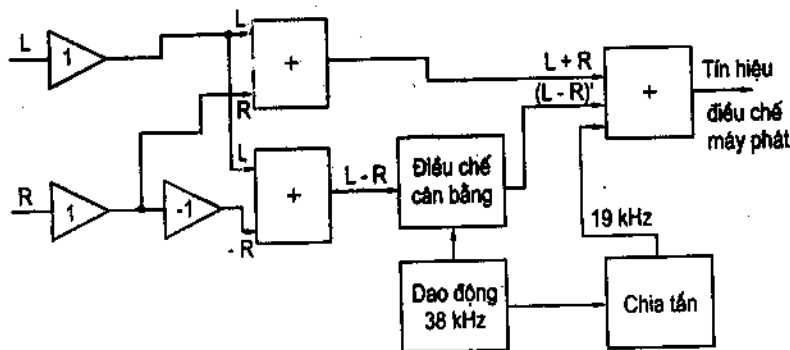 L
1
L
+
R
L + R
(L - R)'
+
Tín hiệu
điều chế
máy phát
R
1
-1
L
+
- R
L - R
Điều chế
cân bằng
19 kHz
Dao động
38 kHz
Chia tần